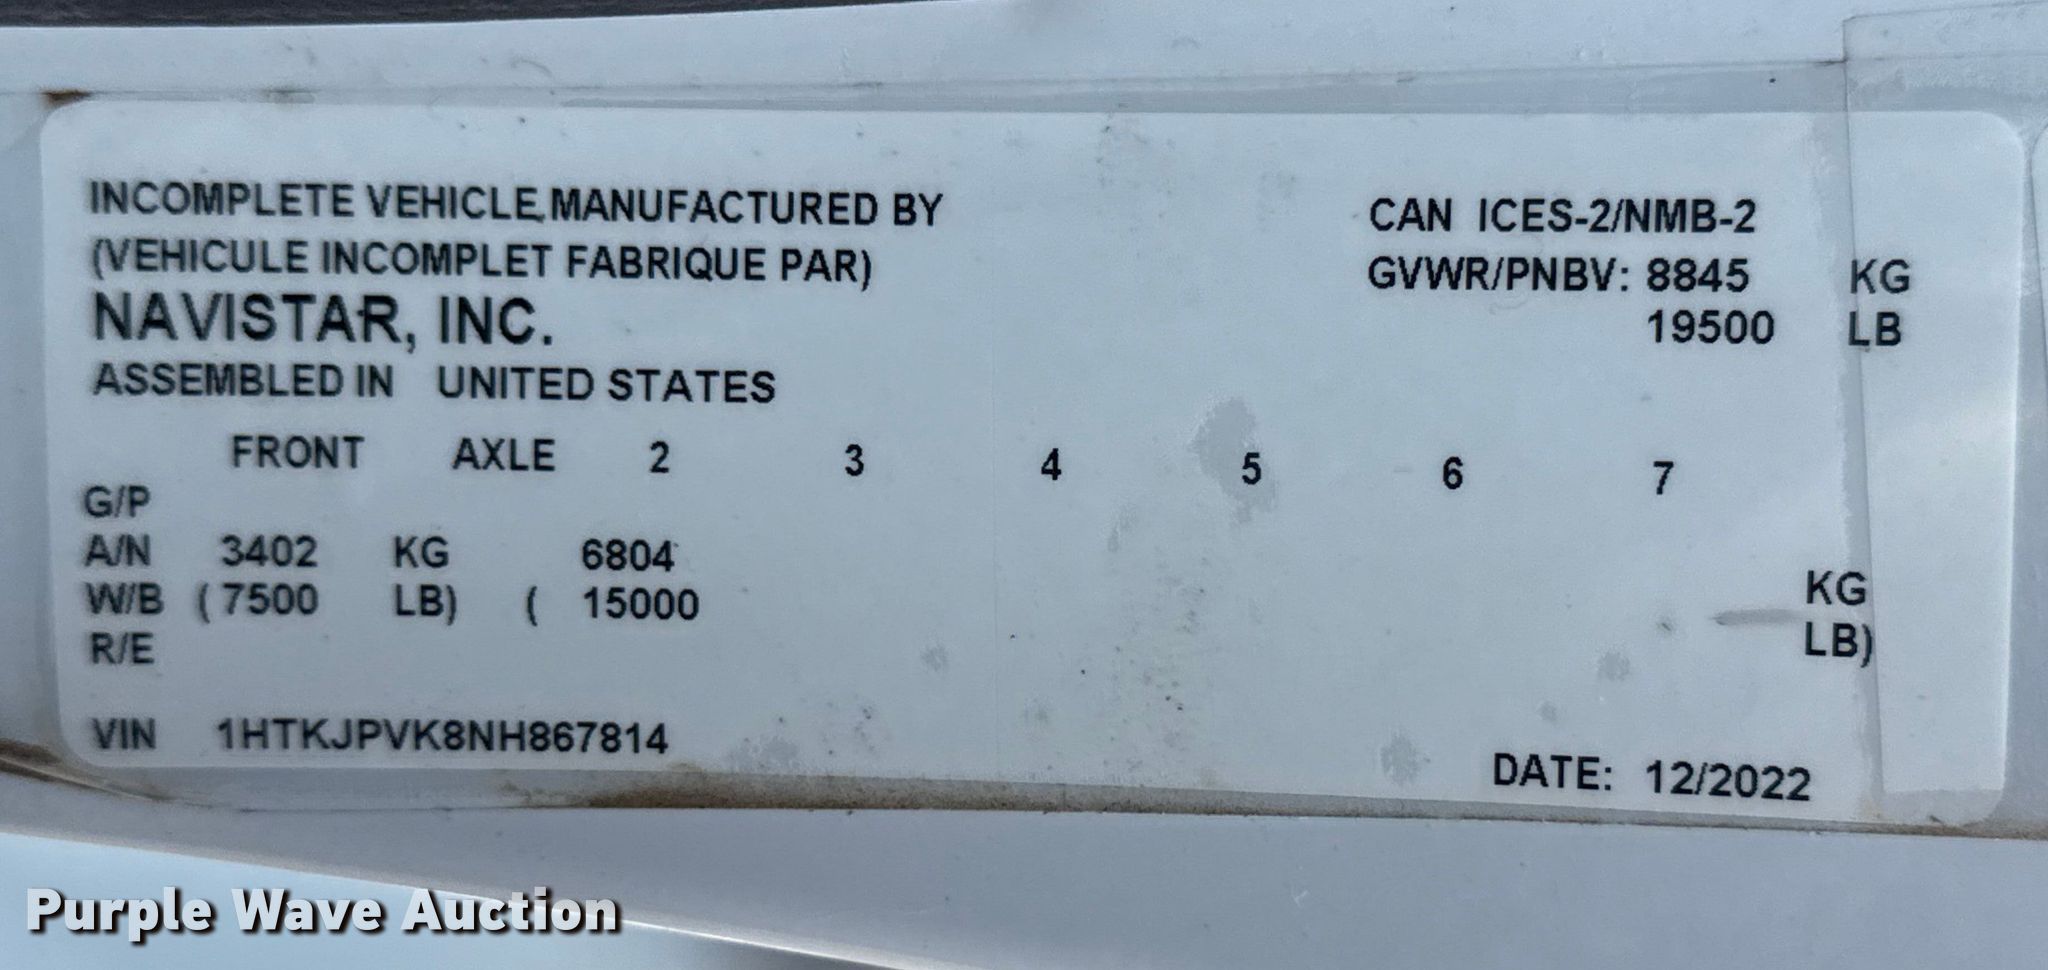 INCOMPLETE VEHICLE MANUFACTURED BY
(VEHICULE INCOMPLET FABRIQUE PAR)
NAVISTAR, INC.
ASSEMBLED IN UNITED STATES
CAN ICES-2/NMB-2
GVWR/PNBV: 8845 KG
19500 LB
FRONT AXLE 2 3 4 5 6 7
G/P
A/N 3402 KG 6804 KG
W/B (7500 LB) ( 15000 LB)
R/E
VIN 1HTKJPVK8NH867814
DATE: 12/2022
Purple Wave Auction